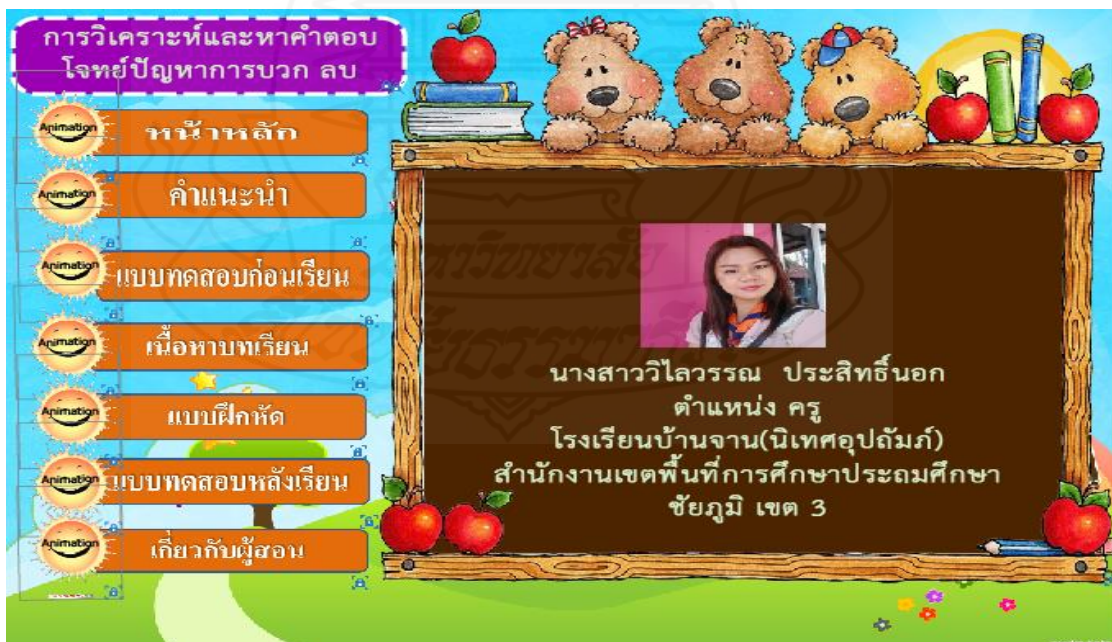 การวิเคราะห์และหาคำตอบ
โจทย์ปัญหาการบวก ลบ
Animation
หน้าหลัก
Animation
คำแนะนำ
Animation
แบบทดสอบก่อนเรียน
Animation
เนื้อหาบทเรียน
Animation
แบบฝึกหัด
Animation
แบบทดสอบหลังเรียน
Animation
เกี่ยวกับผู้สอน
นางสาววิไลวรรณ ประสิทธิ์นอก
ตำแหน่ง ครู
โรงเรียนบ้านจาน(นิเทศอุปถัมภ์)
สำนักงานเขตพื้นที่การศึกษาประถมศึกษา
ชัยภูมิ เขต 3